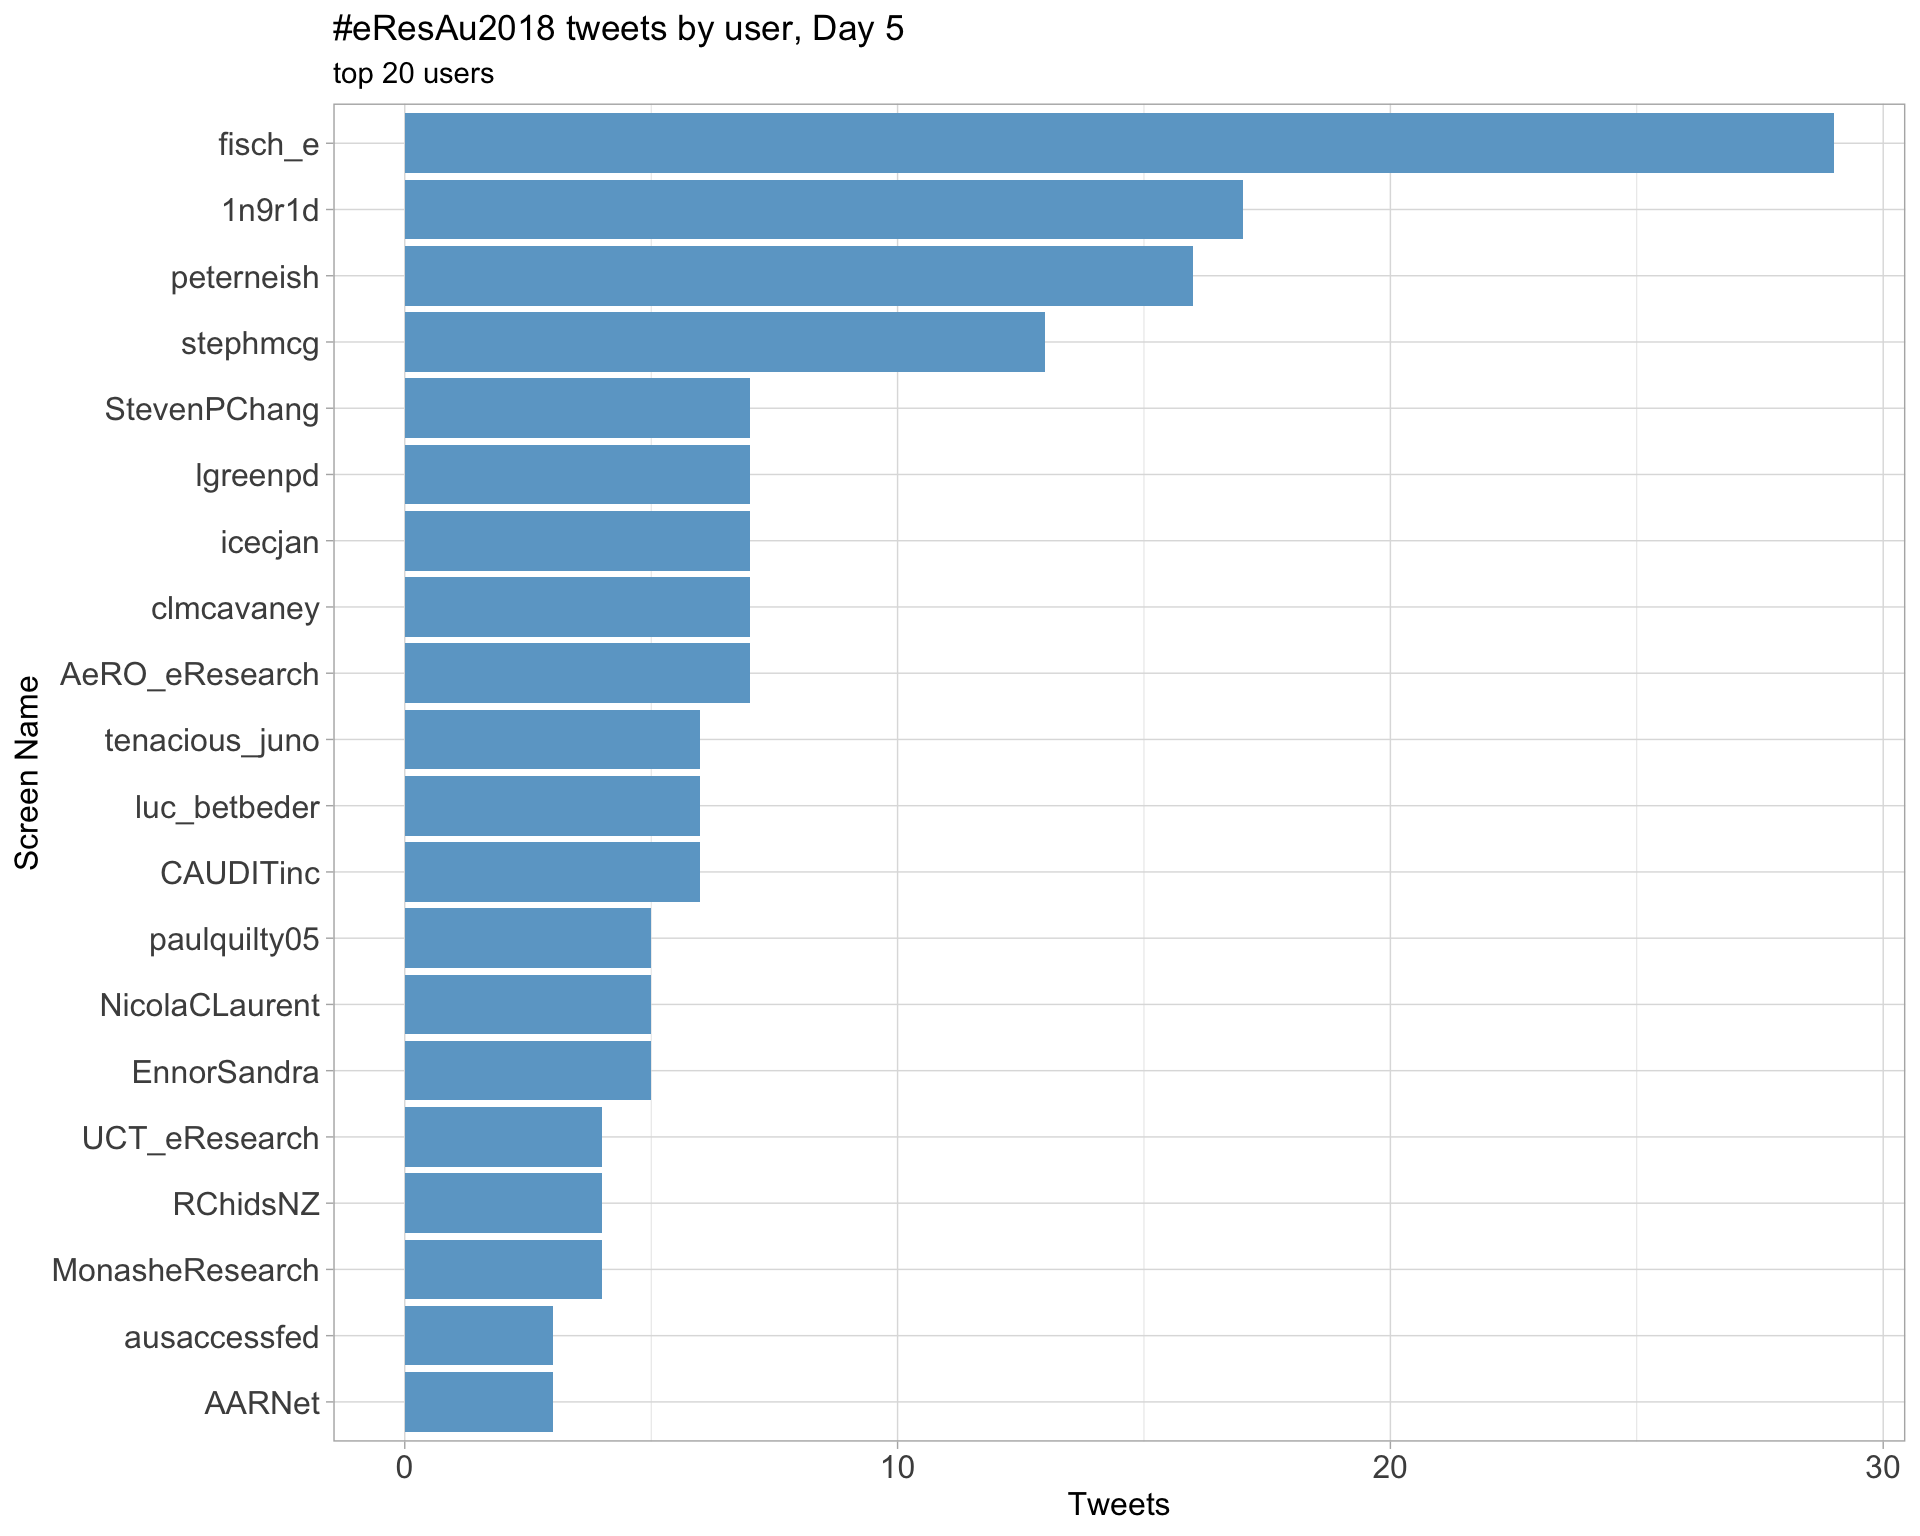 #eResAu2018 tweets by user, Day 5
top 20 users
Screen Name
fisch_e
1n9r1d
peterneish
stephmcg
StevenPChang
lgreenpd
icecjan
clmcavaney
AeRO_eResearch
tenacious_juno
luc_betbeder
CAUDITinc
paulquilty05
NicolaCLaurent
EnnorSandra
UCT_eResearch
RChidsNZ
MonasheResearch
ausaccessfed
AARNet
0 10 20 30
Tweets